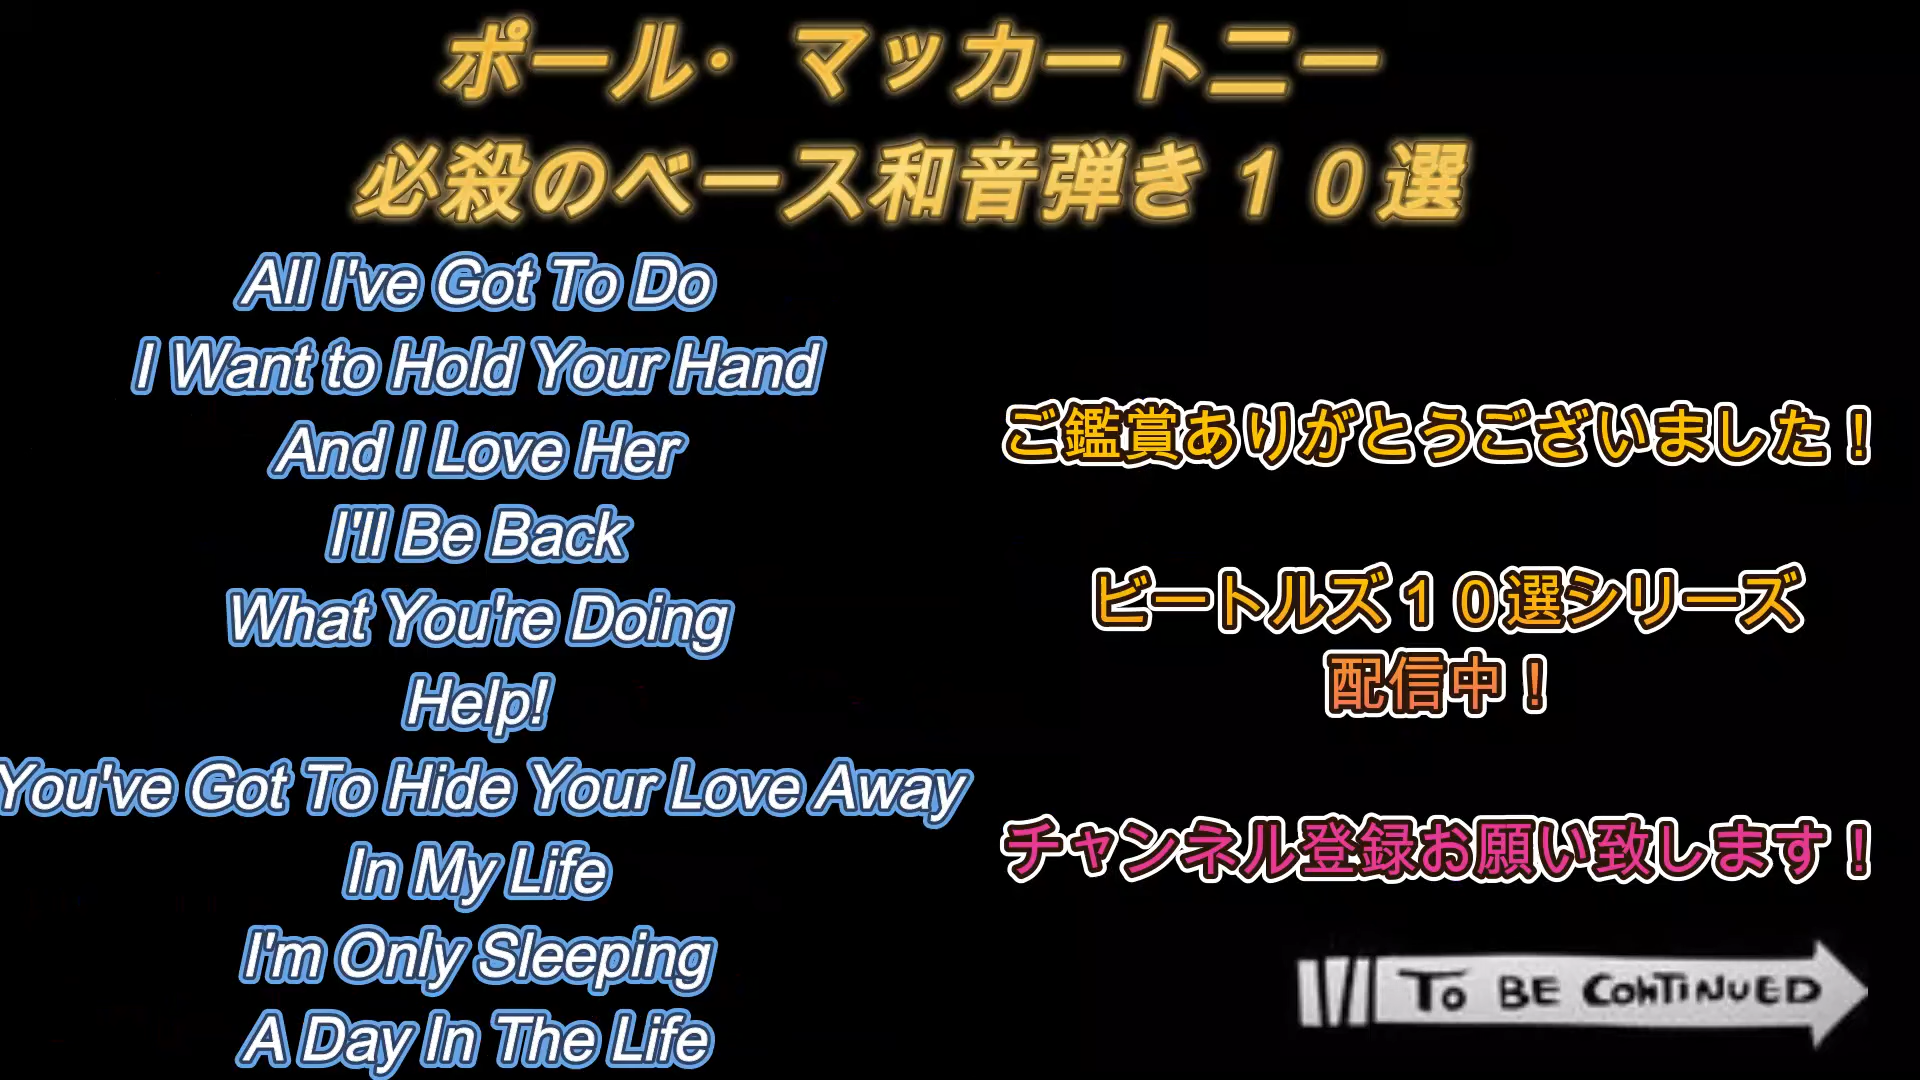 ポール・マッカートニー
必殺のベース和音弾き１０選
All I've Got To Do
I Want to Hold Your Hand
And I Love Her
I'll Be Back
What You're Doing
Help!
You've Got To Hide Your Love Away
In My Life
I'm Only Sleeping
A Day In The Life
ご鑑賞ありがとうございました！
ビートルズ１０選シリーズ
配信中！
チャンネル登録お願い致します！
TO BE CONTINUED